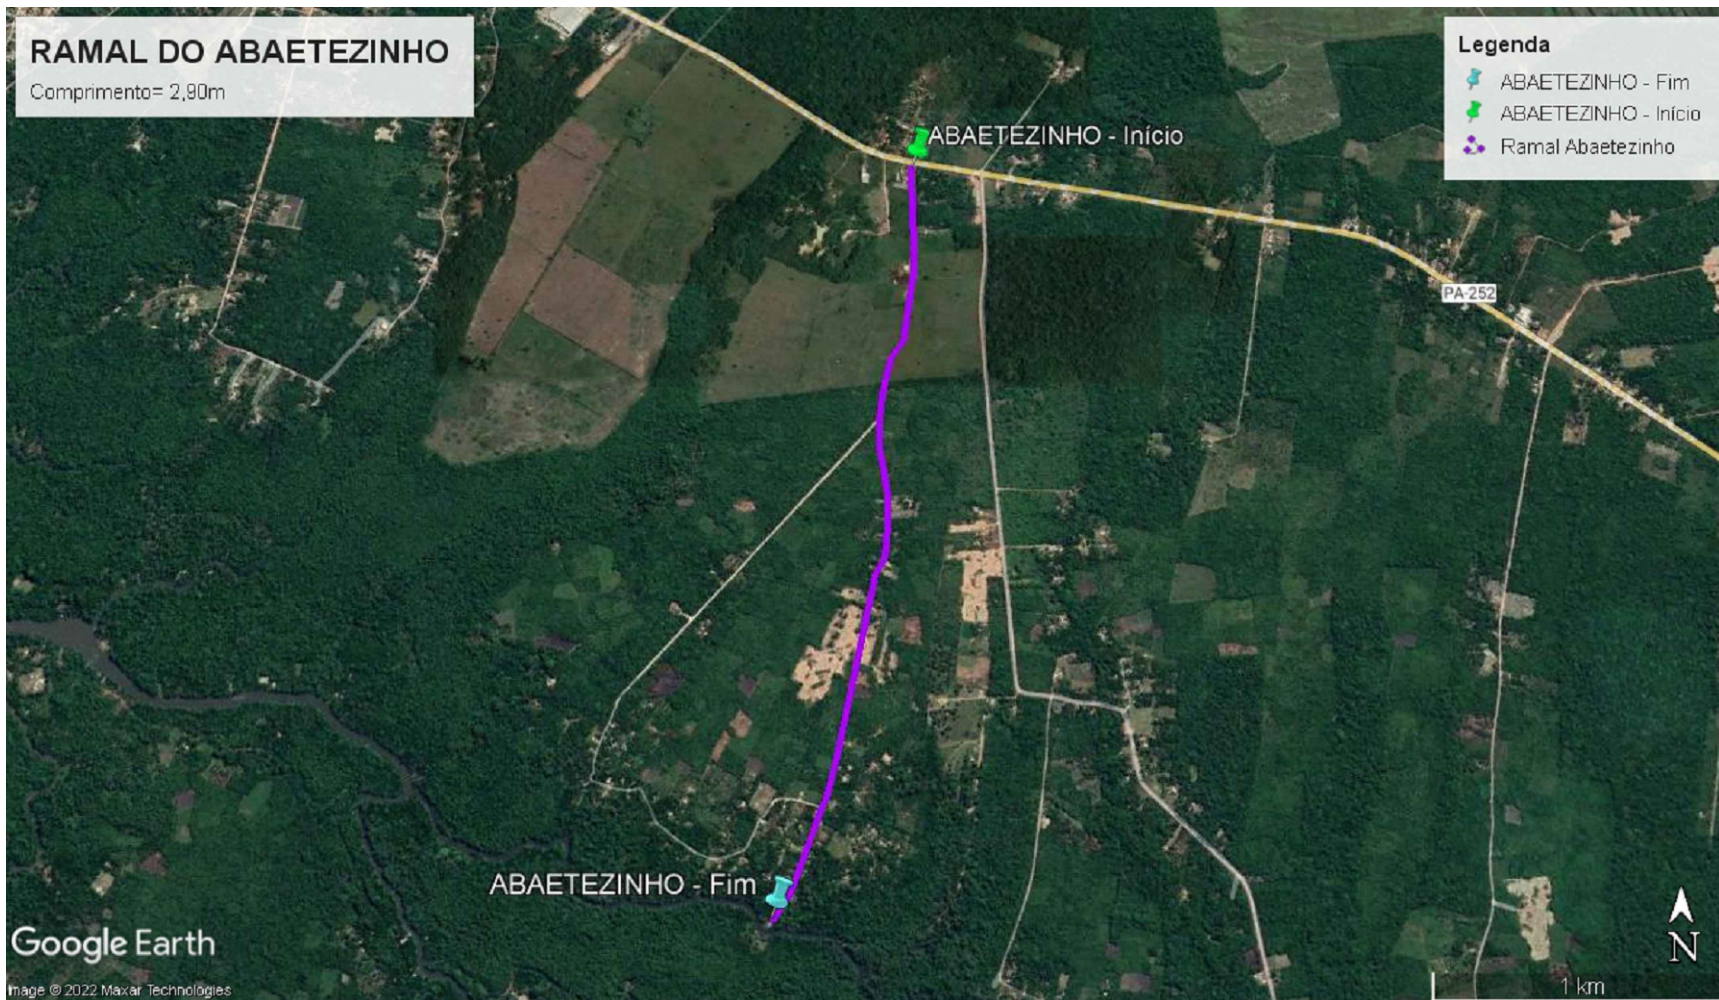 RAMAL DO ABAETEZINHO
Comprimento= 2,90m
Legenda
ABAETEZINHO - Fim
ABAETEZINHO - Início
Ramal Abaetezinho
ABAETEZINHO - Início
PA-252
ABAETEZINHO - Fim
Google Earth
N
Image © 2022 Maxar Technologies
1 km